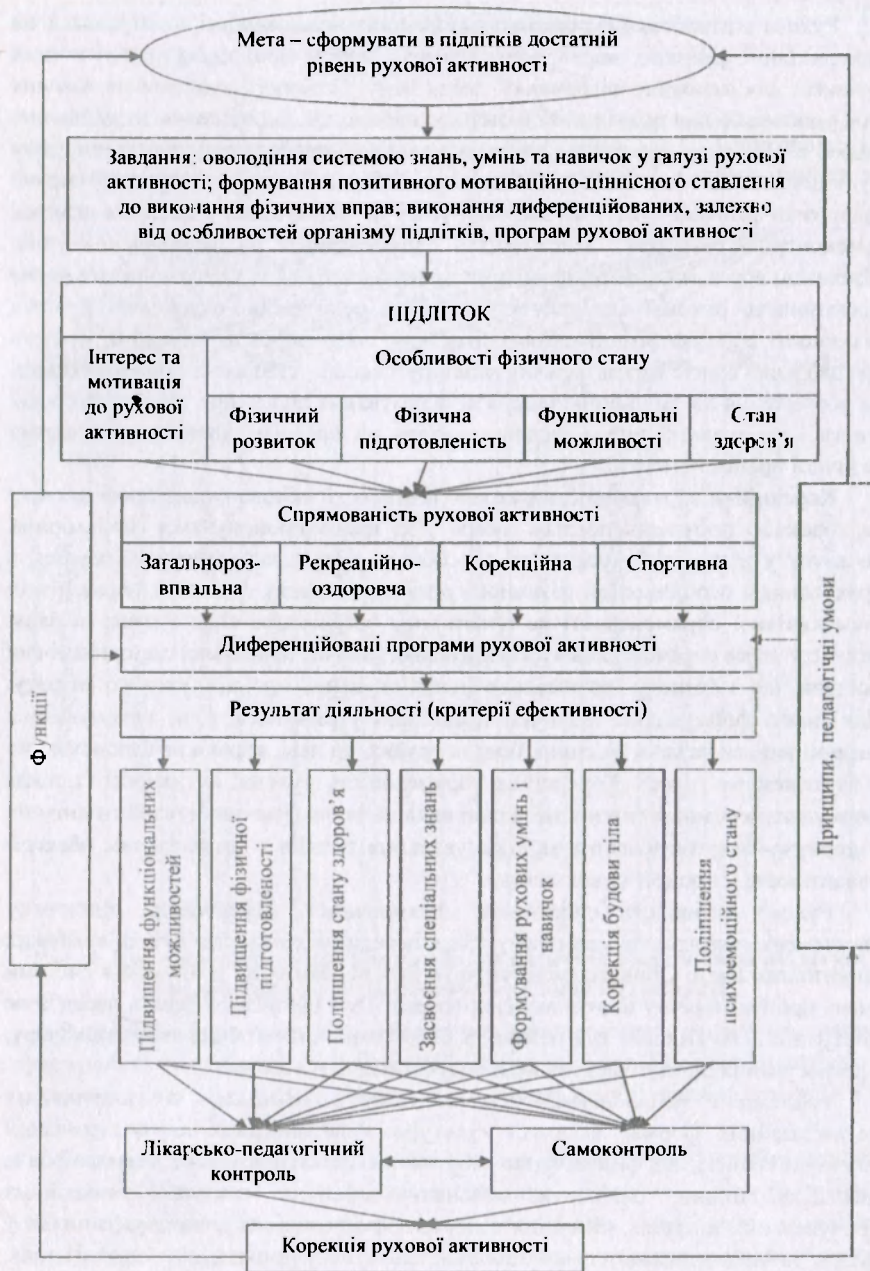 Мета – сформувати підлітків достатній
рівень рухової активності
Завдання: оволодіння системою знань, умінь та навичок у галузі рухової
активності; формування позитивного мотиваційно-ціннісного ставлення
до виконання фізичних вправ; виконання диференційованих, залежно
від особливостей організму підлітків, програм рухової активності
ПІДЛІТОК
Інтерес та
мотивація
до рухової
активності
Особливості фізичного стану
Фізичний
розвиток
Фізична
підготовленість
Функціональні
можливості
Стан
здоров’я
Спрямованість рухової активності
Загальнороз-
вивальна
Рекреаційно-
оздоровча
Корекційна
Спортивна
Диференційовані програми рухової активності
Результат діяльності (критерії ефективності)
Функції
Принципи, педагогічні умови
Підвищення функціональних
можливостей
Підвищення фізичної
підготовленості
Поліпшення стану здоров’я
Засвоєння спеціальних знань
Формування рухових умінь і
навичок
Корекція будови тіла
Поліпшення
психоемоційного стану
Лікарсько-педагогічний
контроль
Самоконтроль
Корекція рухової активності